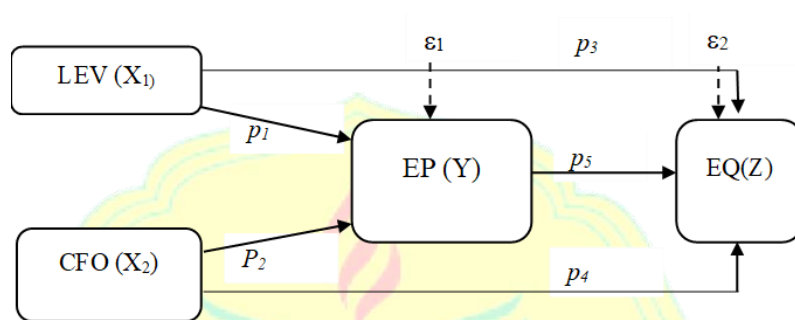 ε1
p3
ε2
LEV (X1)
p1
EP (Y)
p5
EQ(Z)
CFO (X2)
P2
p4